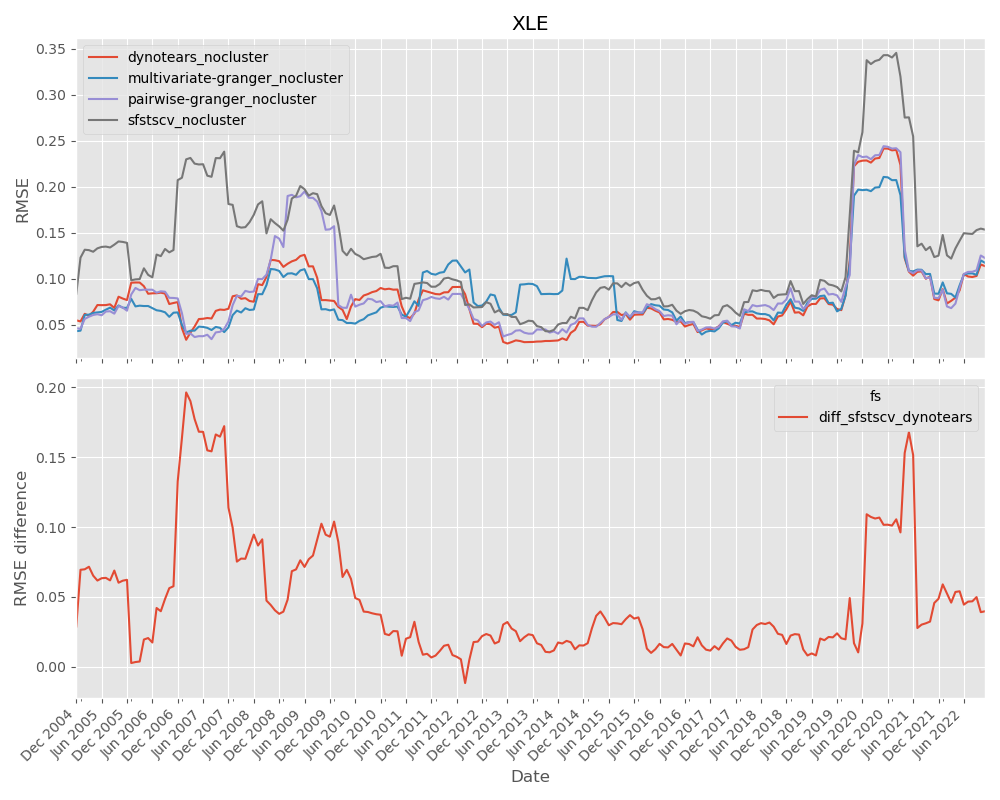 XLE
0.35
0.30
0.25
0.20
0.15
0.10
0.05
RMSE
dynotears_nocluster
multivariate-granger_nocluster
pairwise-granger_nocluster
sfstscv_nocluster
0.20
0.15
0.10
0.05
0.00
RMSE difference
fs
diff_sfstscv_dynotears
Dec 2004
Jun 2005
Dec 2005
Jun 2006
Dec 2006
Jun 2007
Dec 2007
Jun 2008
Dec 2008
Jun 2009
Dec 2009
Jun 2010
Dec 2010
Jun 2011
Dec 2011
Jun 2012
Dec 2012
Jun 2013
Dec 2013
Jun 2014
Dec 2014
Jun 2015
Dec 2015
Jun 2016
Dec 2016
Jun 2017
Dec 2017
Jun 2018
Dec 2018
Jun 2019
Dec 2019
Jun 2020
Dec 2020
Jun 2021
Dec 2021
Jun 2022
Date